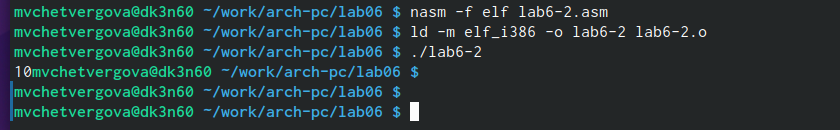 mvchetvergova@dk3n60 ~/work/arch-pc/lab06 $ nasm -f elf lab6-2.asm
mvchetvergova@dk3n60 ~/work/arch-pc/lab06 $ ld -m elf_i386 -o lab6-2 lab6-2.o
mvchetvergova@dk3n60 ~/work/arch-pc/lab06 $ ./lab6-2
10mvchetvergova@dk3n60 ~/work/arch-pc/lab06 $
mvchetvergova@dk3n60 ~/work/arch-pc/lab06 $
mvchetvergova@dk3n60 ~/work/arch-pc/lab06 $